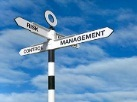 RISK
MANAGEMENT
CONTROL